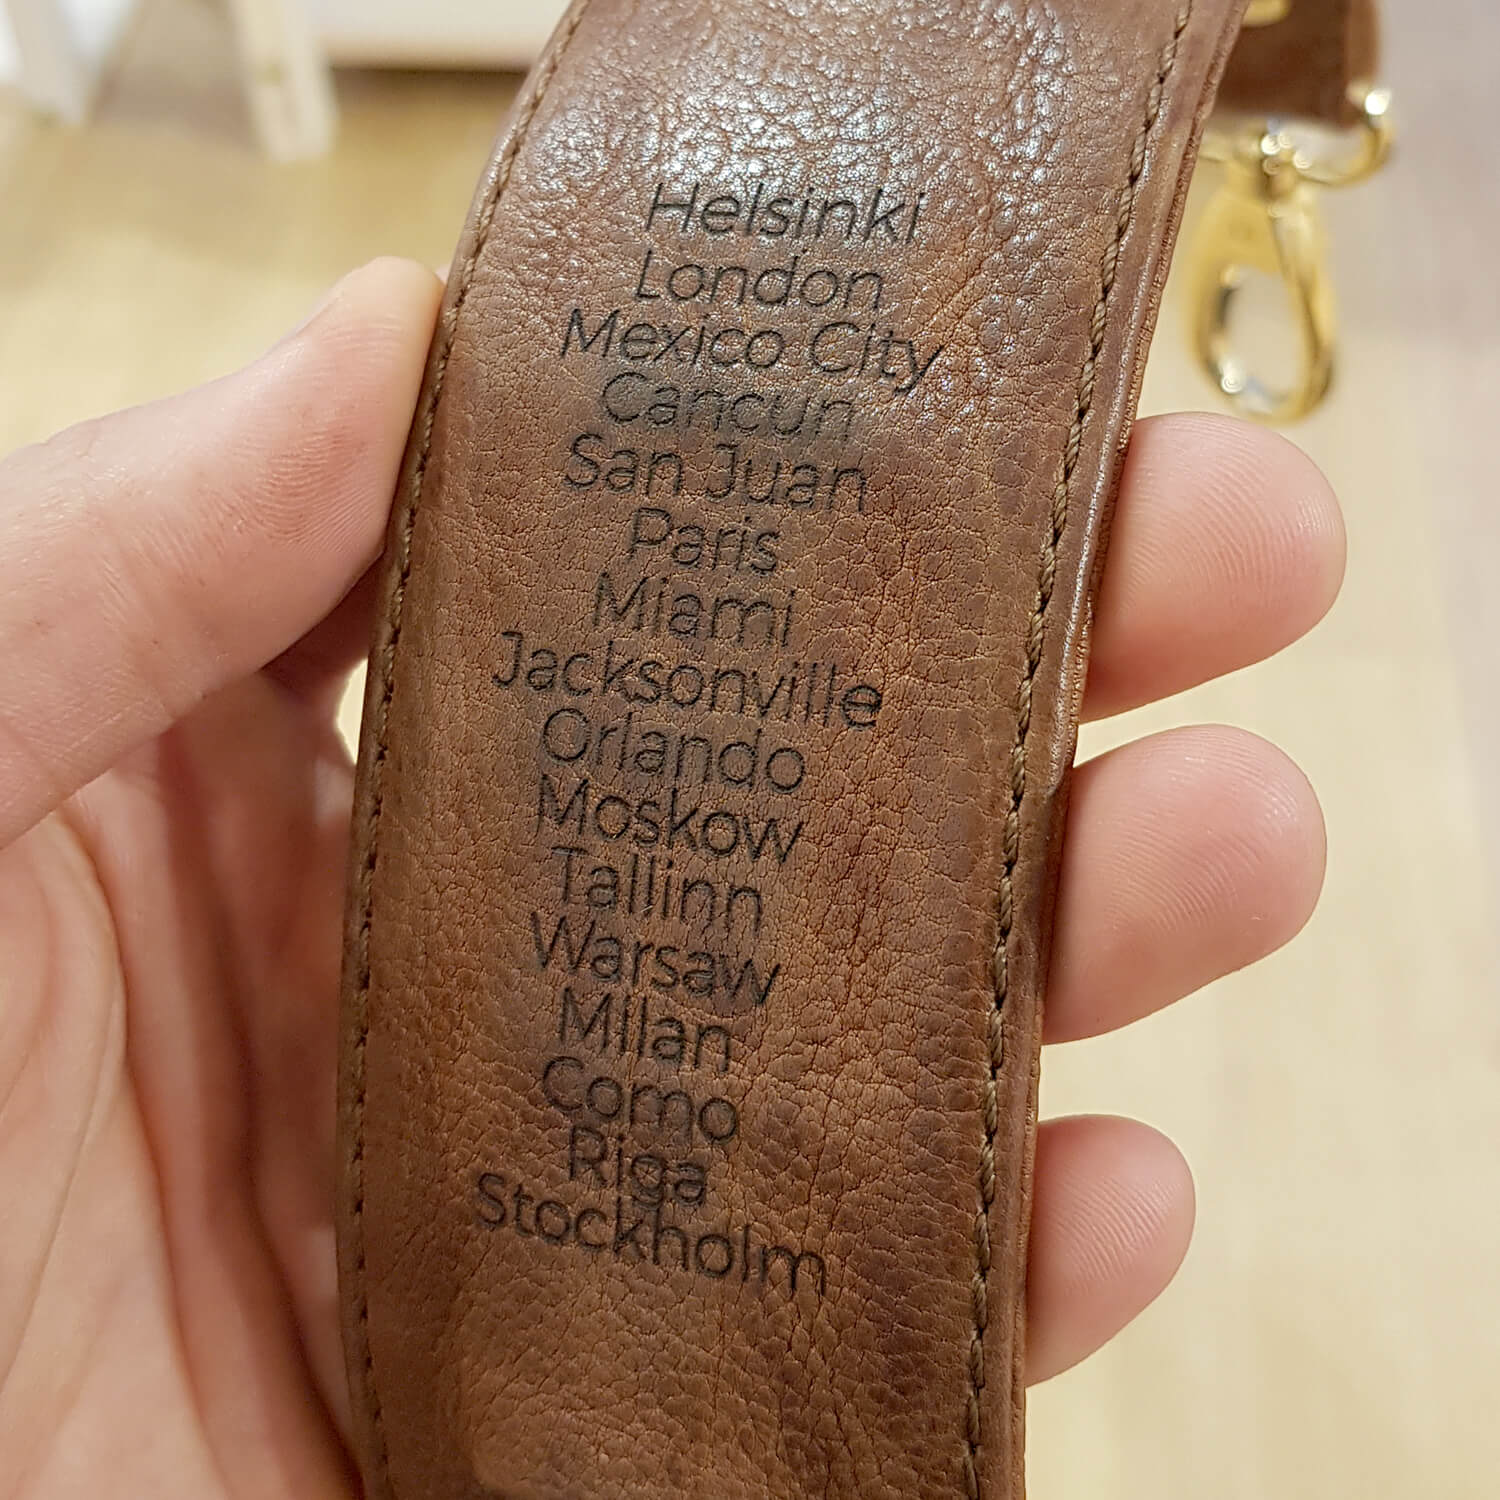 Helsinki
London
Mexico City
Cancun
San Juan
Paris
Miami
Jacksonville
Orlando
Moskow
Tallinn
Warsaw
Milan
Como
Riga
Stockholm